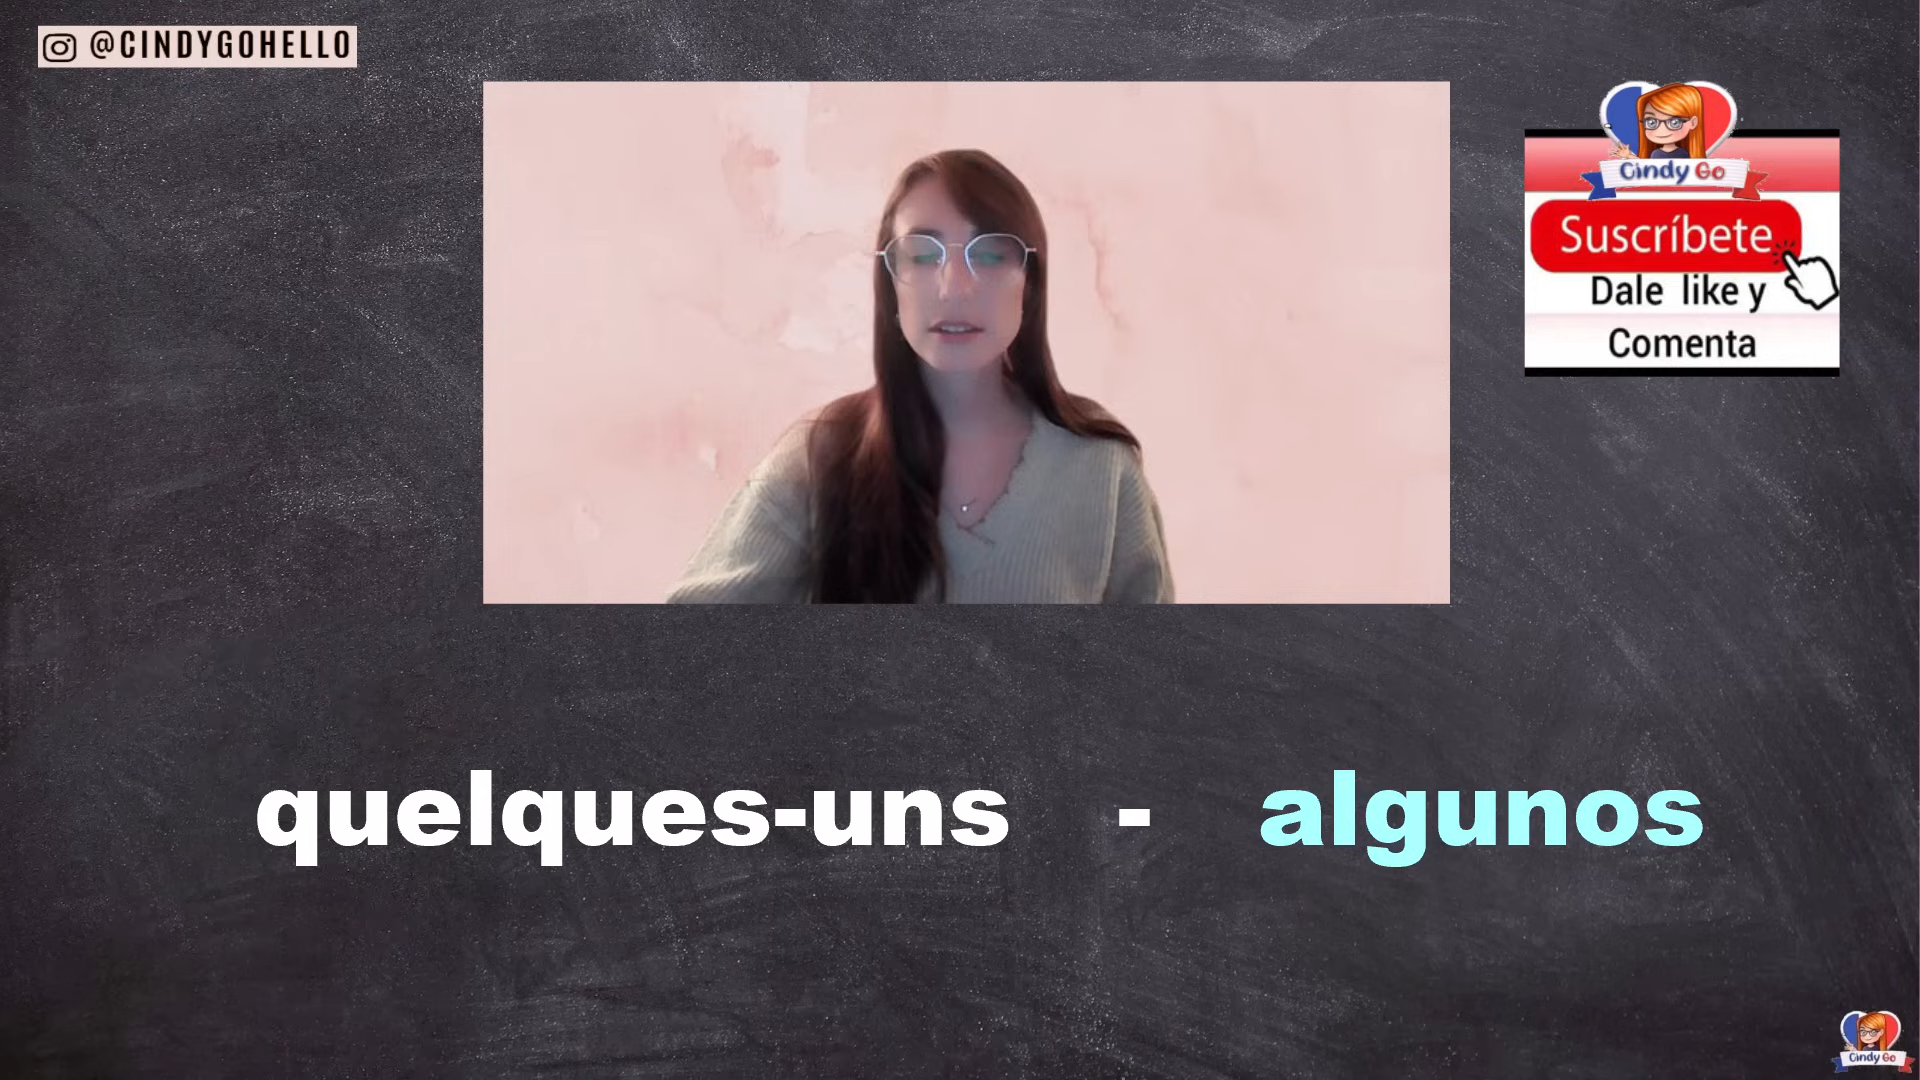 @CINDYGOHELLO
Cindy Go
Suscríbete
Dale like y
Comenta
quelques-uns - algunos
Cindy Go